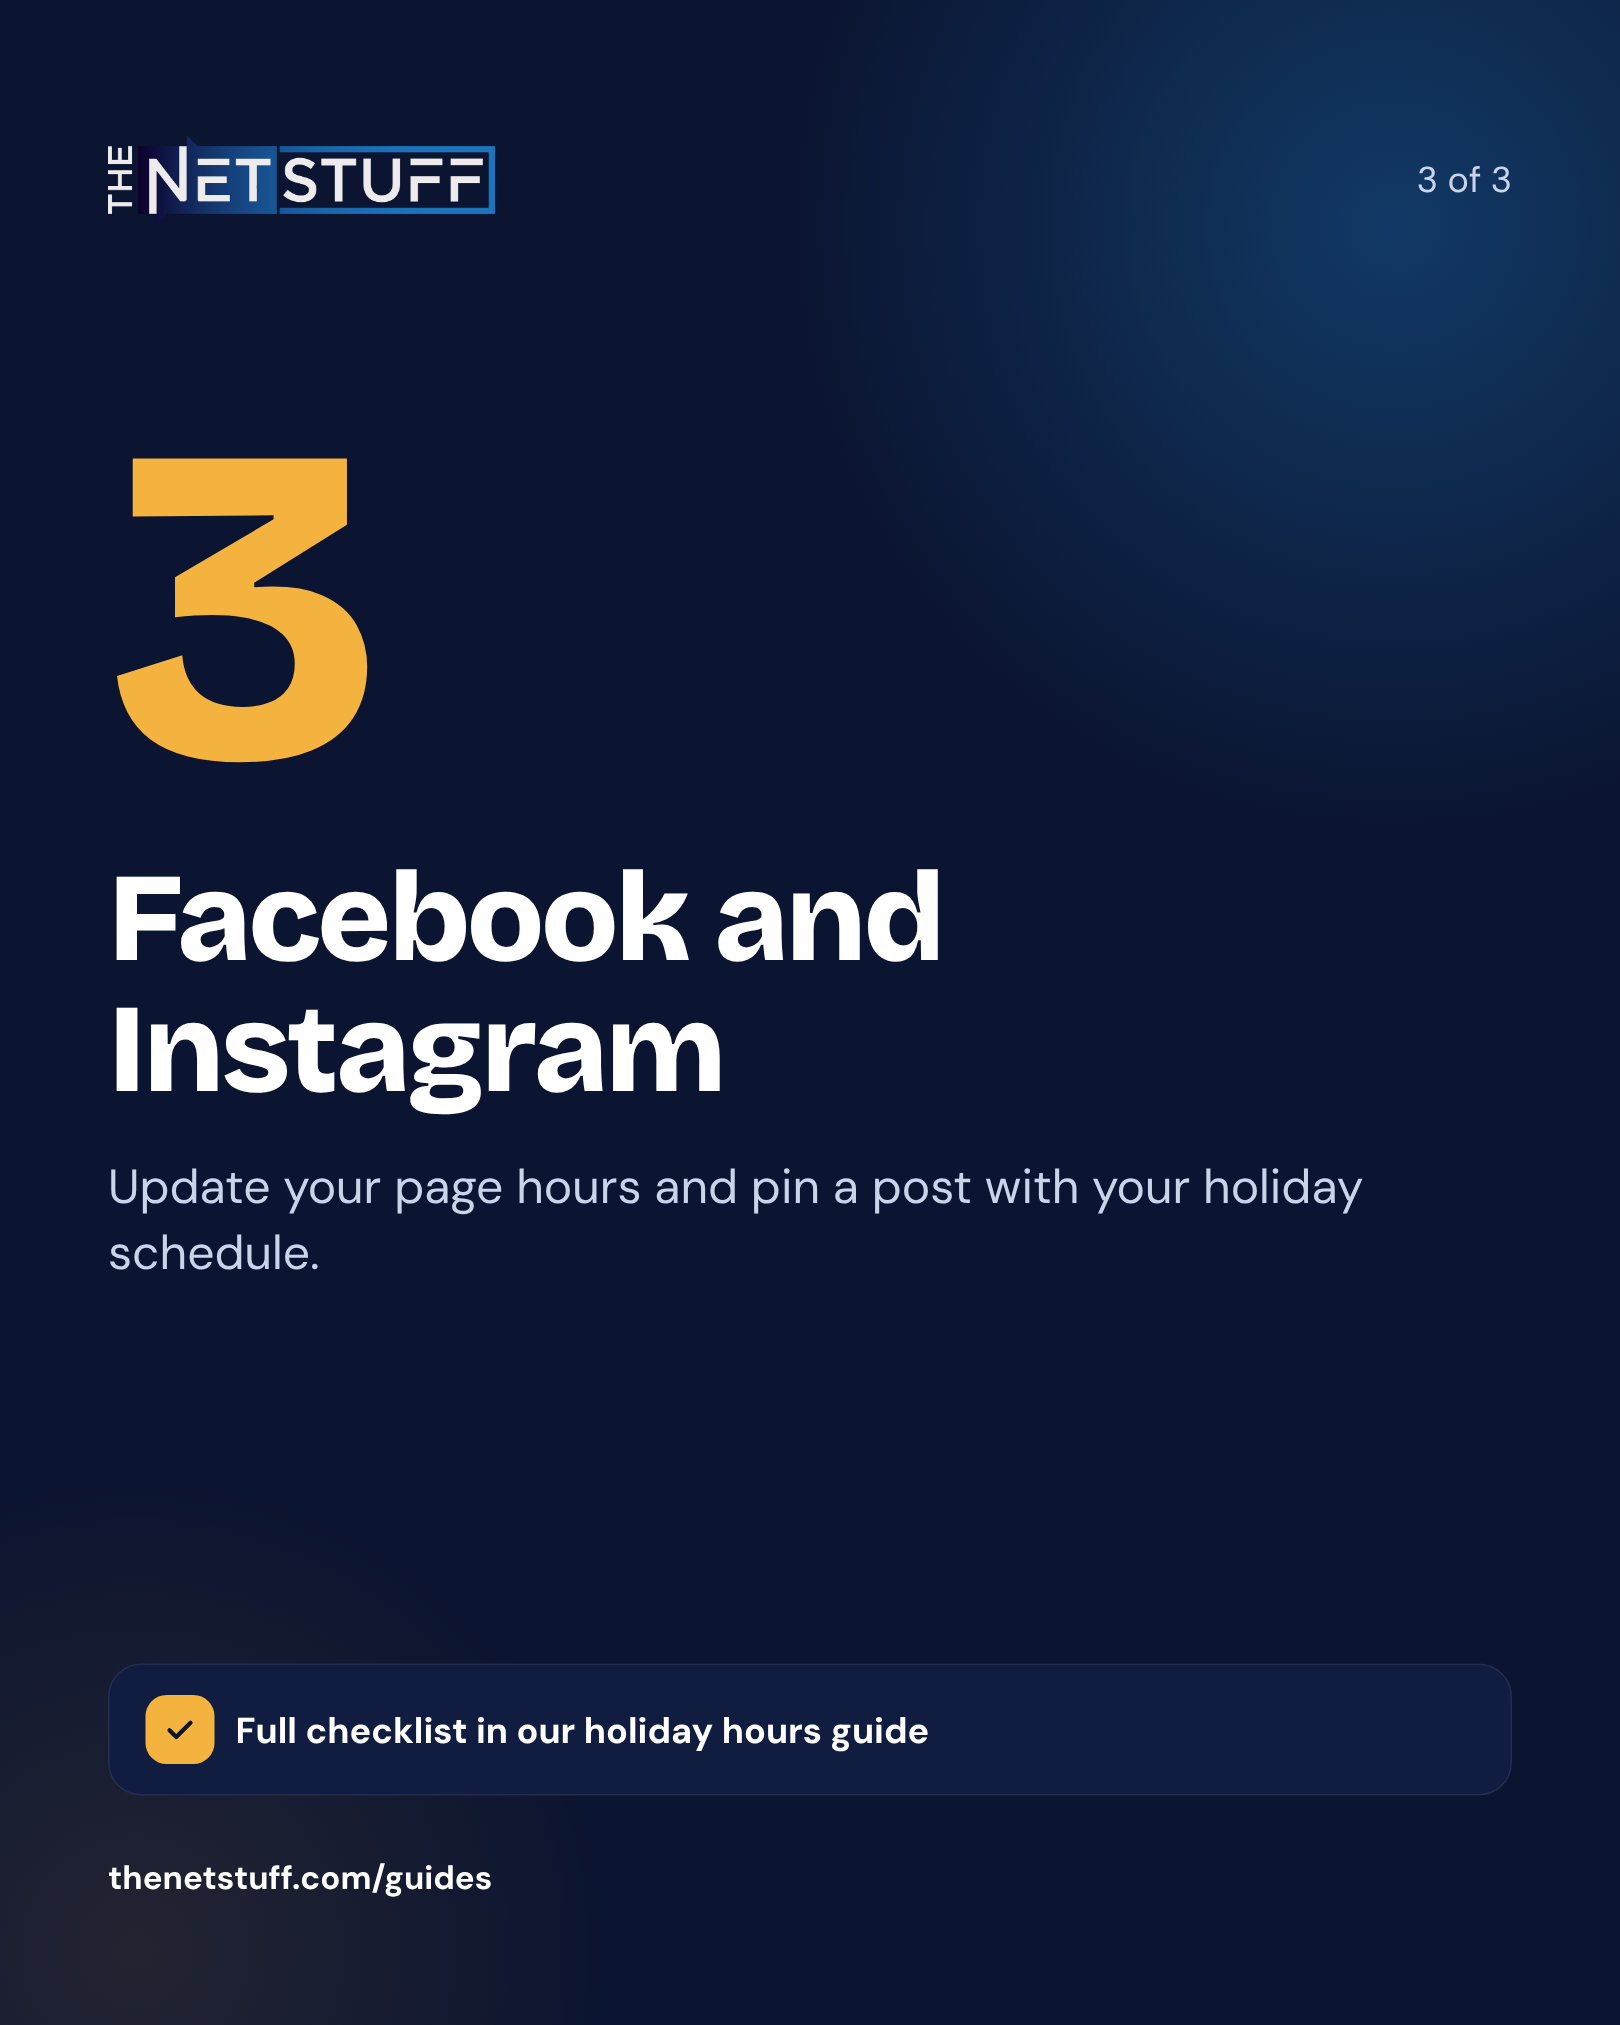 THE NETSTUFF
3 of 3
3
Facebook and
Instagram
Update your page hours and pin a post with your holiday
schedule.
Full checklist in our holiday hours guide
thenetstuff.com/guides